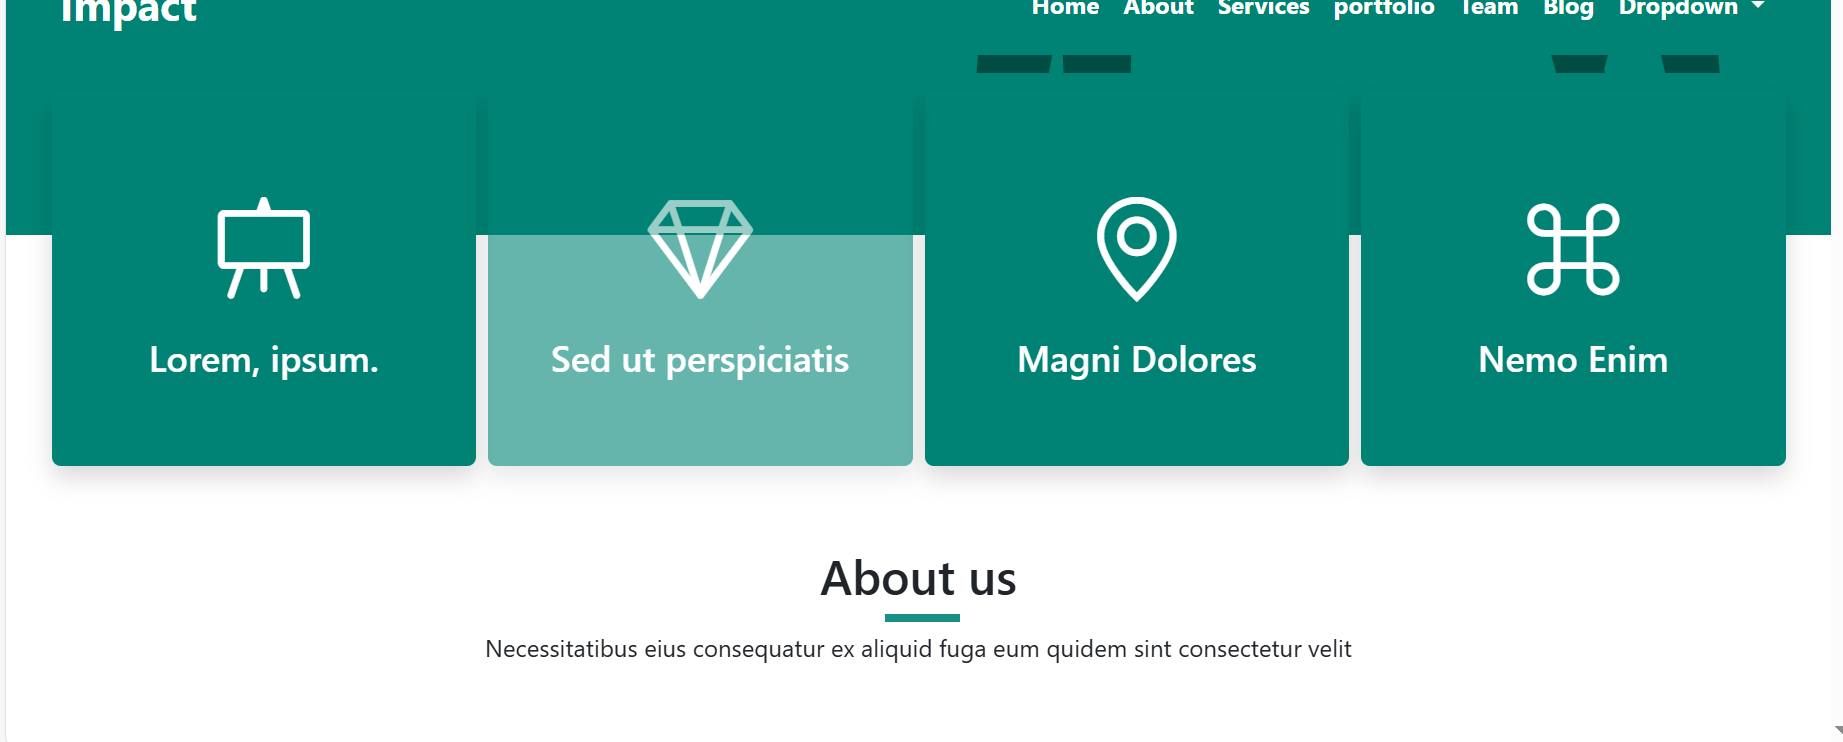 Impact
Home About Services portfolio Team Blog Dropdown
Lorem, ipsum.
Sed ut perspiciatis
Magni Dolores
Nemo Enim
About us
Necessitatibus eius consequatur ex aliquid fuga eum quidem sint consectetur velit